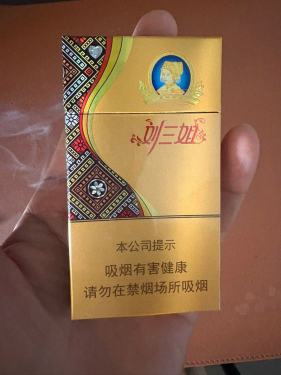 刘三姐
本公司提示
吸烟有害健康
请勿在禁烟场所吸烟